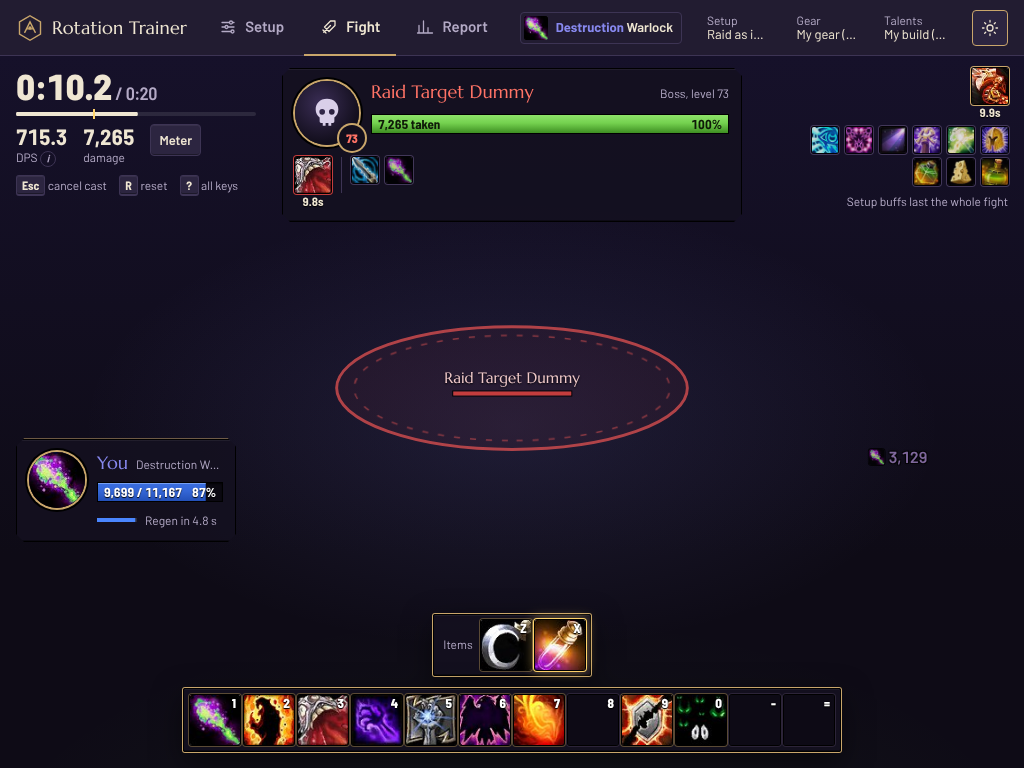 Rotation Trainer
Setup
Fight
Report
Destruction Warlock
Setup
Raid as i...
Gear
My gear (...
Talents
My build (...
0:10.2 / 0:20
715.3
DPS i
7,265
damage
Meter
Esc cancel cast
R reset
? all keys
Raid Target Dummy
Boss, level 73
7,265 taken
100%
73
9.8s
9.9s
Setup buffs last the whole fight
Raid Target Dummy
3,129
You
Destruction W...
9,699 / 11,167 87%
Regen in 4.8 s
Items
Z
X
1
2
3
4
5
6
7
8
9
0
-
=